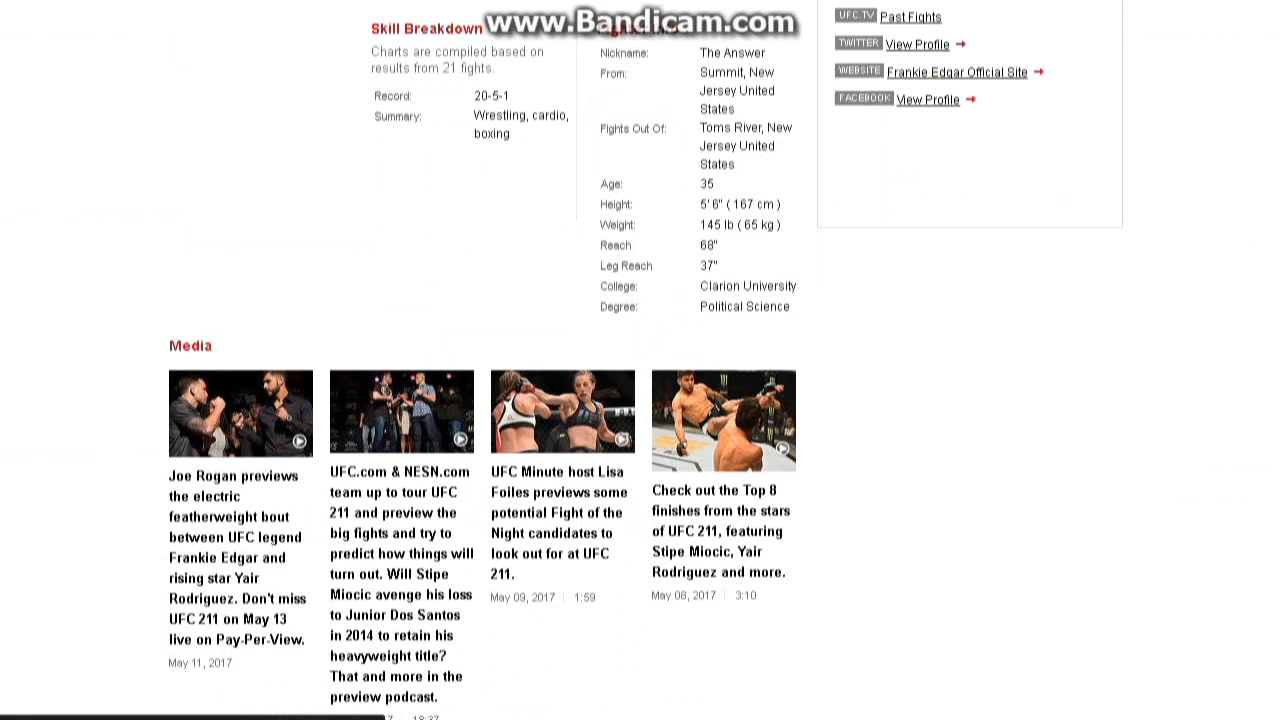 www.Bandicam.com
Skill Breakdown
Charts are compiled based on
results from 21 fights.
Record: 20-5-1
Summary: Wrestling, cardio,
boxing
Nickname: The Answer
From: Summit, New
Jersey United
States
Fights Out Of: Toms River, New
Jersey United
States
Age: 35
Height: 5' 6" ( 167 cm )
Weight: 145 lb ( 65 kg )
Reach 68"
Leg Reach 37"
College: Clarion University
Degree: Political Science
UFC.TV Past Fights
TWITTER View Profile
WEBSITE Frankie Edgar Official Site
FACEBOOK View Profile
Media
Joe Rogan previews
the electric
featherweight bout
between UFC legend
Frankie Edgar and
rising star Yair
Rodriguez. Don't miss
UFC 211 on May 13
live on Pay-Per-View.
May 11, 2017
UFC.com & NESN.com
team up to tour UFC
211 and preview the
big fights and try to
predict how things will
turn out. Will Stipe
Miocic avenge his loss
to Junior Dos Santos
in 2014 to retain his
heavyweight title?
That and more in the
preview podcast.
UFC Minute host Lisa
Foiles previews some
potential Fight of the
Night candidates to
look out for at UFC
211.
May 09, 2017 1:59
Check out the Top 8
finishes from the stars
of UFC 211, featuring
Stipe Miocic, Yair
Rodriguez and more.
May 08, 2017 3:10